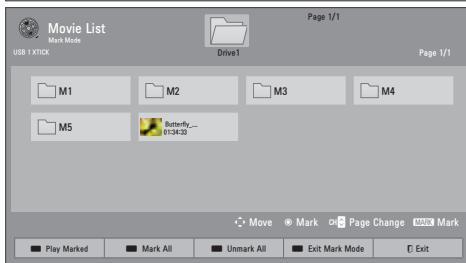 Movie List
Mark Mode
USB 1 XTICK
Drive1
Page 1/1
Page 1/1
M1
M2
M3
M4
M5
Butterfly_...
01:34:33
Move
Mark
CH
Page Change
MARK
Mark
Play Marked
Mark All
Unmark All
Exit Mark Mode
Exit